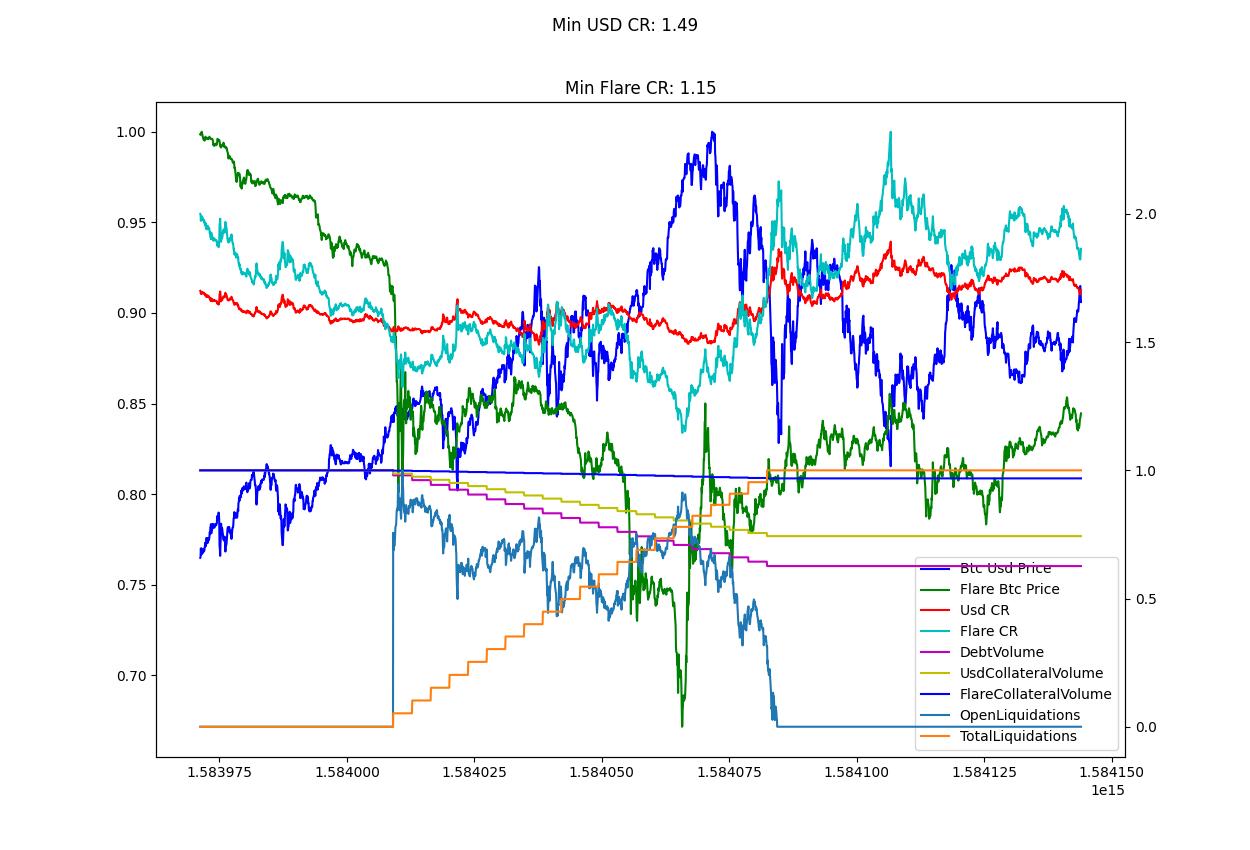 Min USD CR: 1.49
Min Flare CR: 1.15
1.00
0.95
0.90
0.85
0.80
0.75
0.70
2.0
1.5
1.0
0.5
0.0
Btc Usd Price
Flare Btc Price
Usd CR
Flare CR
DebtVolume
UsdCollateralVolume
FlareCollateralVolume
OpenLiquidations
TotalLiquidations
1.583975 1.584000 1.584025 1.584050 1.584075 1.584100 1.584125 1.584150
1e15